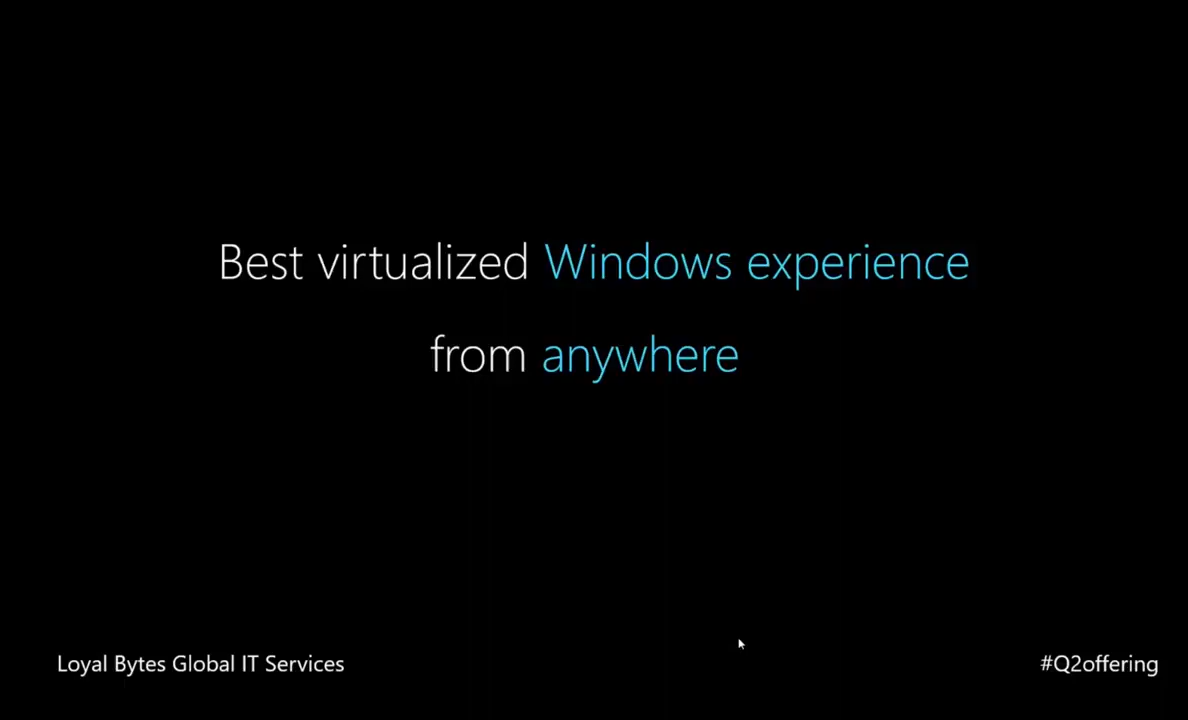 Best virtualized Windows experience
from anywhere
Loyal Bytes Global IT Services
#Q2offering